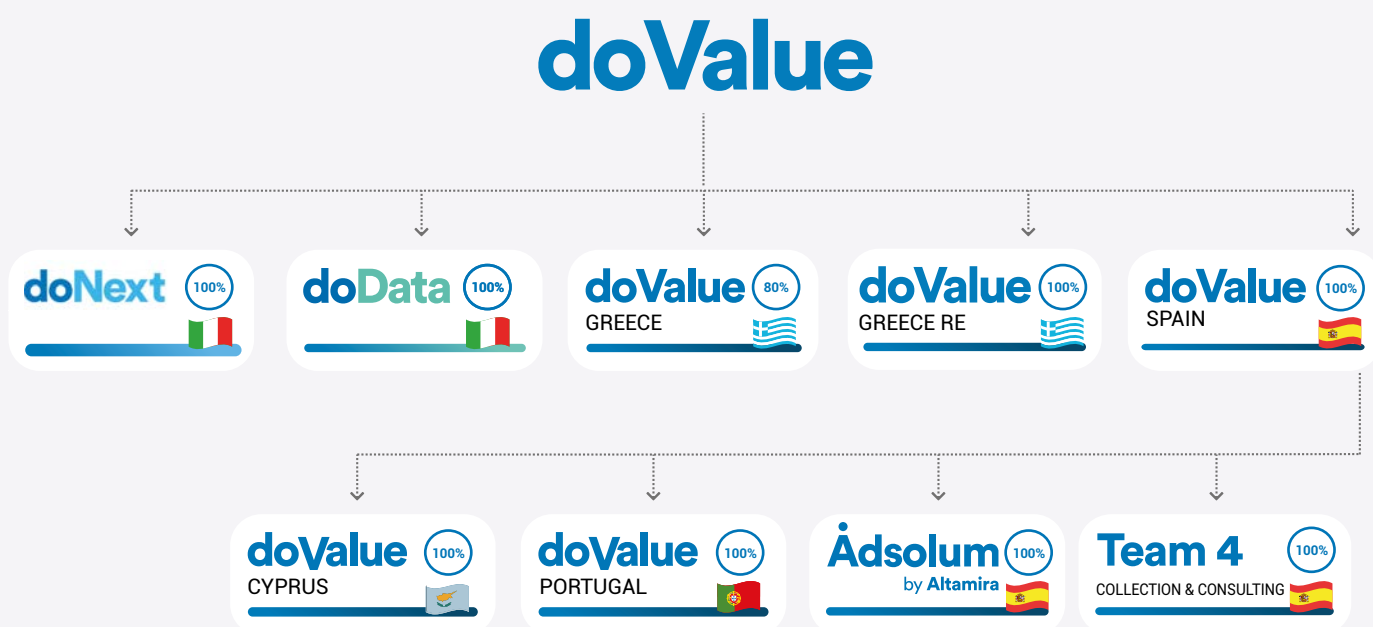 doValue
doNext 100%
doData 100%
doValue 80%
GREECE
doValue 100%
GREECE RE
doValue 100%
SPAIN
doValue 100%
CYPRUS
doValue 100%
PORTUGAL
Adsolum 100%
by Altamira
Team 4 100%
COLLECTION & CONSULTING